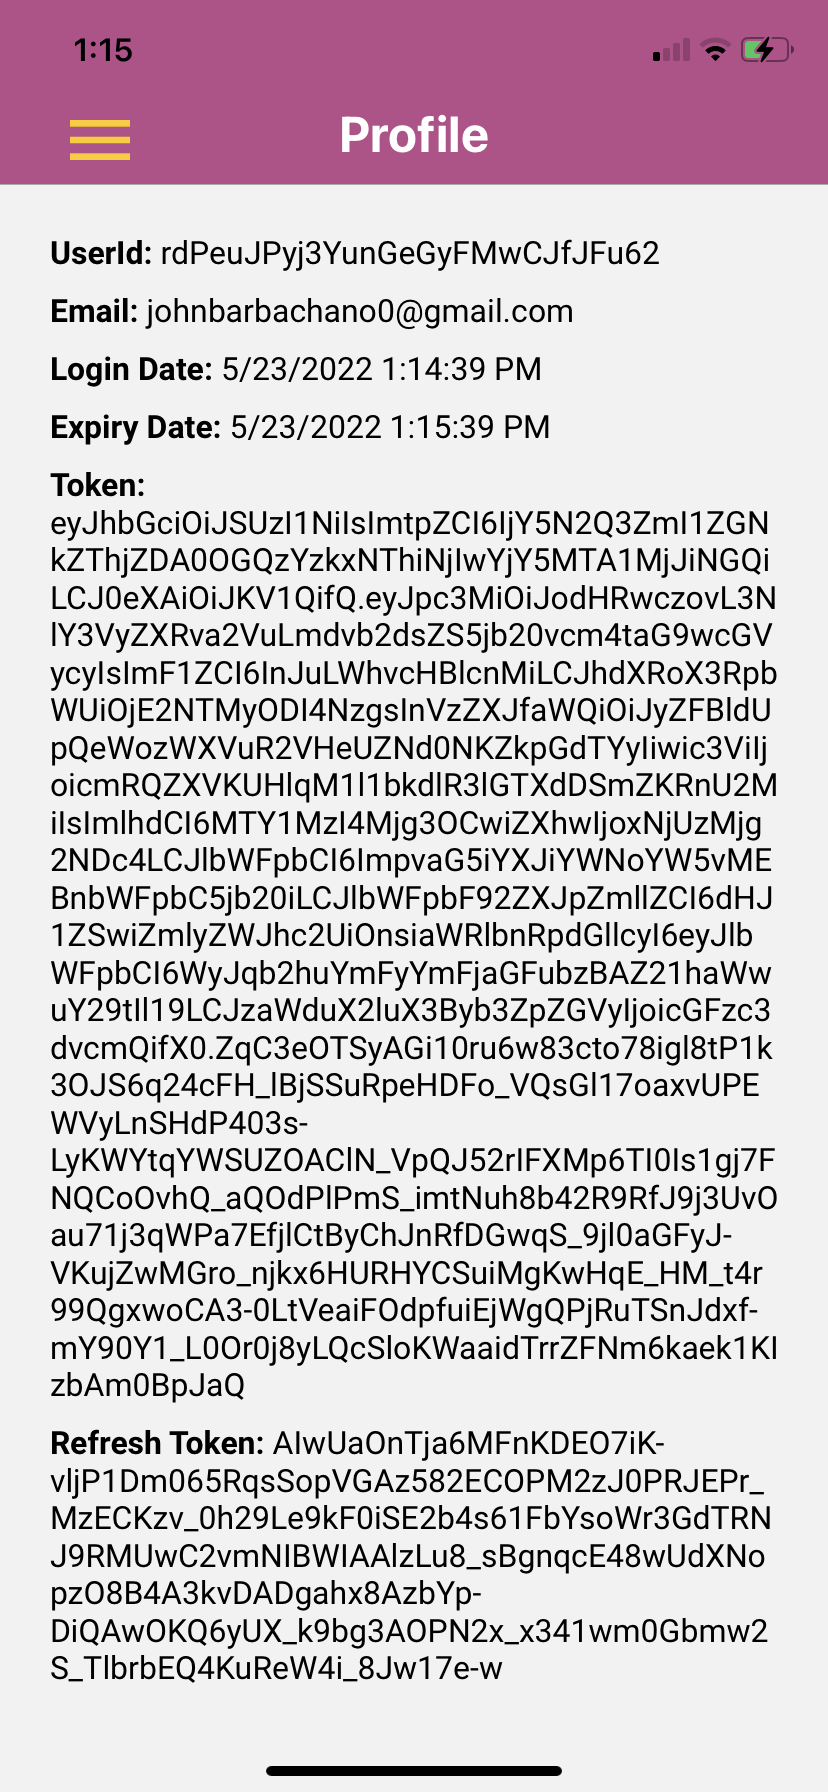 1:15
Profile
UserId: rdPeuJPyj3YunGeGyFMwCJfJFu62
Email: johnbarbachano0@gmail.com
Login Date: 5/23/2022 1:14:39 PM
Expiry Date: 5/23/2022 1:15:39 PM
Token:
eyJhbGciOiJSUzI1NiIsImtpZCI6IjY5N2Q3ZmI1ZGN
kZThjZDA0OGQzYzkxNThiNjIwYjY5MTA1MjJiNGQi
LCJ0eXAiOiJKV1QifQ.eyJpc3MiOiJodHRwczovL3N
lY3VyZXRva2VuLmdvb2dsZS5jb20vcm4taG9wcGV
ycyIsImF1ZCI6InJuLWhvcHBlcnMiLCJhdXRoX3Rpb
WUiOjE2NTMyODI4NzgsInVzZXJfaWQiOiJyZFBldU
pQeWozWXVuR2VHeUZNd0NKZkpGdTYyIiwic3ViIj
oicmRQZXVKUHlqM1l1bkdlR3lGTXdDSmZKRnU2M
iIsImlhdCI6MTY1MzI4Mjg3OCwiZXhwIjoxNjUzMjg
2NDc4LCJlbWFpbCI6ImpvaG5iYXJiYWNoYW5vME
BnbWFpbC5jb20iLCJlbWFpbF92ZXJpZmllZCI6dHJ
1ZSwiZmlyZWJhc2UiOnsiaWRlbnRpdGllcyI6eyJlb
WFpbCI6WyJqb2huYmFyYmFjaGFubzBAZ21haWw
uY29tIl19LCJzaWduX2luX3Byb3ZpZGVyIjoicGFzc3
dvcmQifX0.ZqC3eOTSyAGi10ru6w83cto78igl8tP1k
3OJS6q24cFH_lBjSSuRpeHDFo_VQsGl17oaxvUPE
WVyLnSHdP403s-
LyKWYtqYWSUZOAClN_VpQJ52rIFXMp6TI0Is1gj7F
NQCoOvhQ_aQOdPlPmS_imtNuh8b42R9RfJ9j3UvO
au71j3qWPa7EfjlCtByChJnRfDGwqS_9jl0aGFyJ-
VKujZwMGro_njkx6HURHYCSuiMgKwHqE_HM_t4r
99QgxwoCA3-0LtVeaiFOdpfuiEjWgQPjRuTSnJdxf-
mY90Y1_L0Or0j8yLQcSloKWaaidTrrZFNm6kaek1KI
zbAm0BpJaQ
Refresh Token: AIwUaOnTja6MFnKDEO7iK-
vljP1Dm065RqsSopVGAz582ECOPM2zJ0PRJEPr_
MzECKzv_0h29Le9kF0iSE2b4s61FbYsoWr3GdTRN
J9RMUwC2vmNIBWIAAlzLu8_sBgnqcE48wUdXNo
pzO8B4A3kvDADgahx8AzbYp-
DiQAwOKQ6yUX_k9bg3AOPN2x_x341wm0Gbmw2
S_TlbrbEQ4KuReW4i_8Jw17e-w